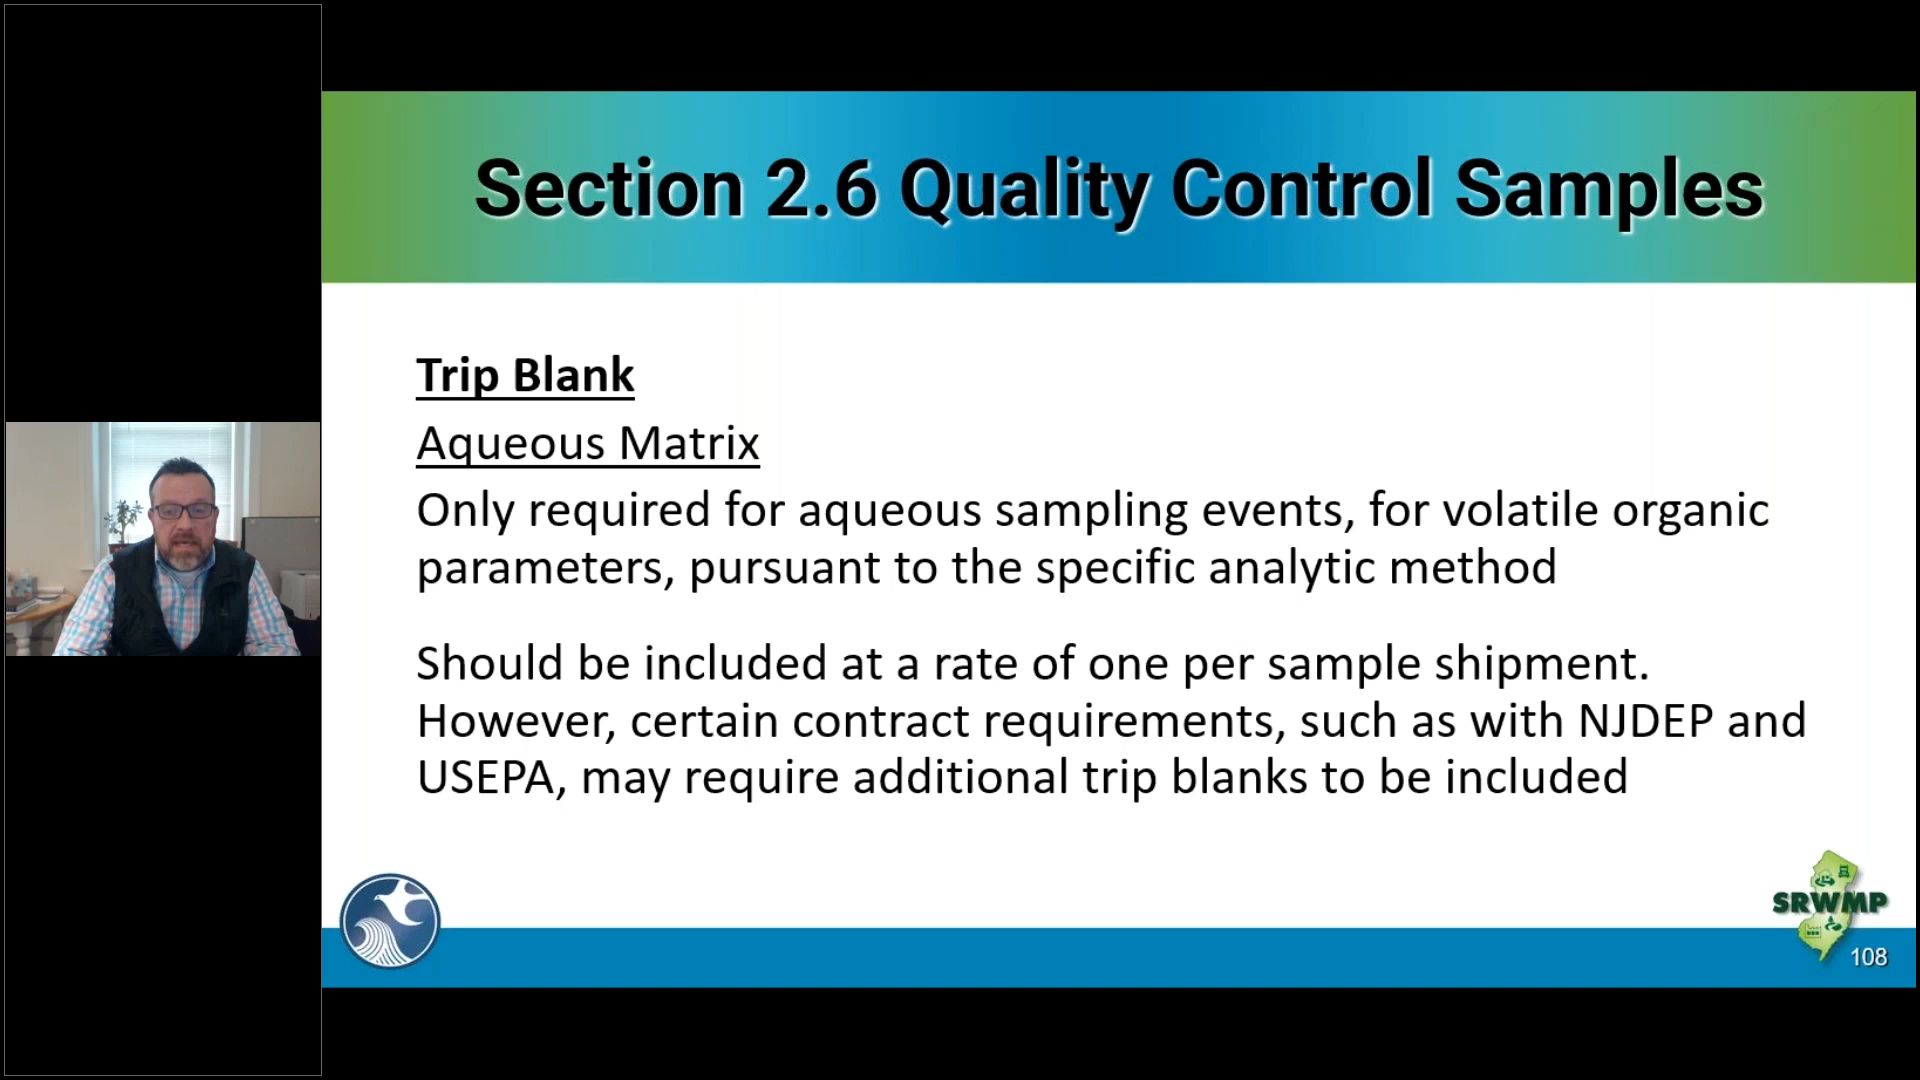 Section 2.6 Quality Control Samples
Trip Blank
Aqueous Matrix
Only required for aqueous sampling events, for volatile organic
parameters, pursuant to the specific analytic method
Should be included at a rate of one per sample shipment.
However, certain contract requirements, such as with NJDEP and
USEPA, may require additional trip blanks to be included
SRWMP
108